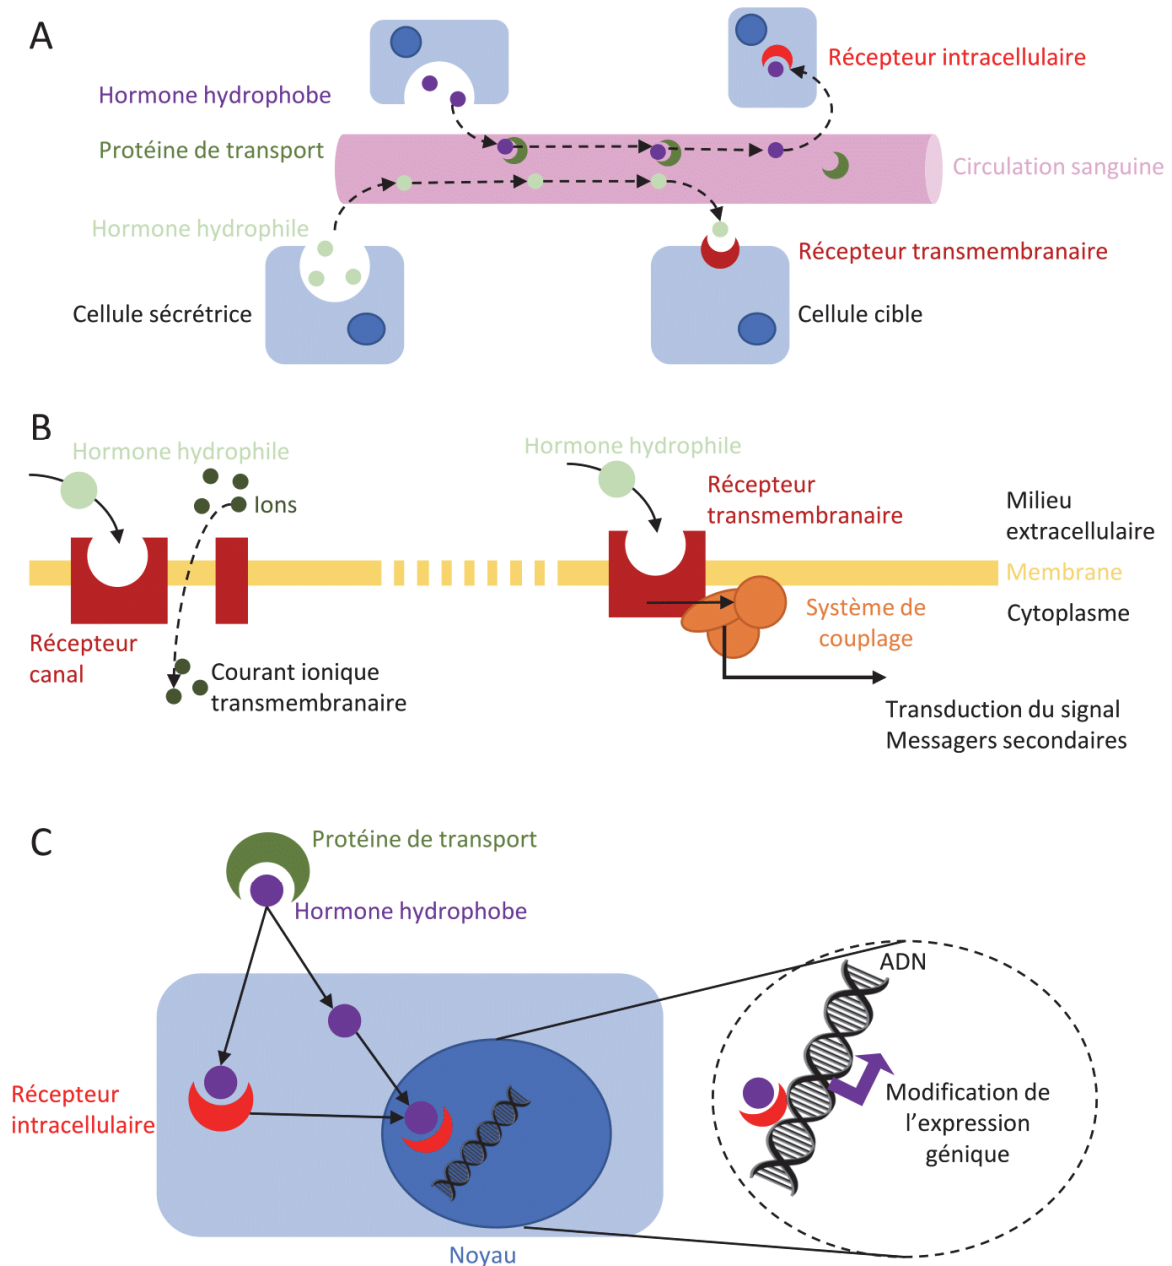 A
Récepteur intracellulaire
Hormone hydrophobe
Protéine de transport
Circulation sanguine
Hormone hydrophile
Récepteur transmembranaire
Cellule sécrétrice
Cellule cible
B
Hormone hydrophile
Ions
Récepteur
canal
Courant ionique
transmembranaire
Hormone hydrophile
Récepteur
transmembranaire
Milieu
extracellulaire
Membrane
Cytoplasme
Système de
couplage
Transduction du signal
Messagers secondaires
C
Protéine de transport
Hormone hydrophobe
ADN
Récepteur
intracellulaire
Modification de
l’expression
génique
Noyau